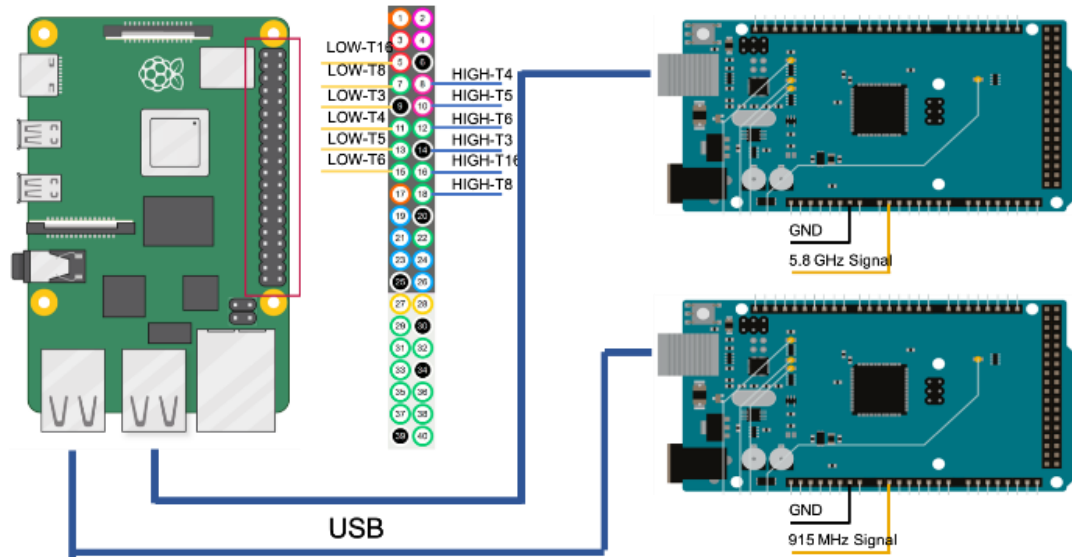 1 2
3 4
LOW-T16
5 6
LOW-T8
HIGH-T4
7 8
LOW-T3
HIGH-T5
9 10
LOW-T4
HIGH-T6
11 12
LOW-T5
HIGH-T3
13 14
LOW-T6
HIGH-T16
15 16
HIGH-T8
17 18
19 20
21 22
23 24
25 26
27 28
29 30
31 32
33 34
35 36
37 38
39 40
GND
5.8 GHz Signal
GND
915 MHz Signal
USB